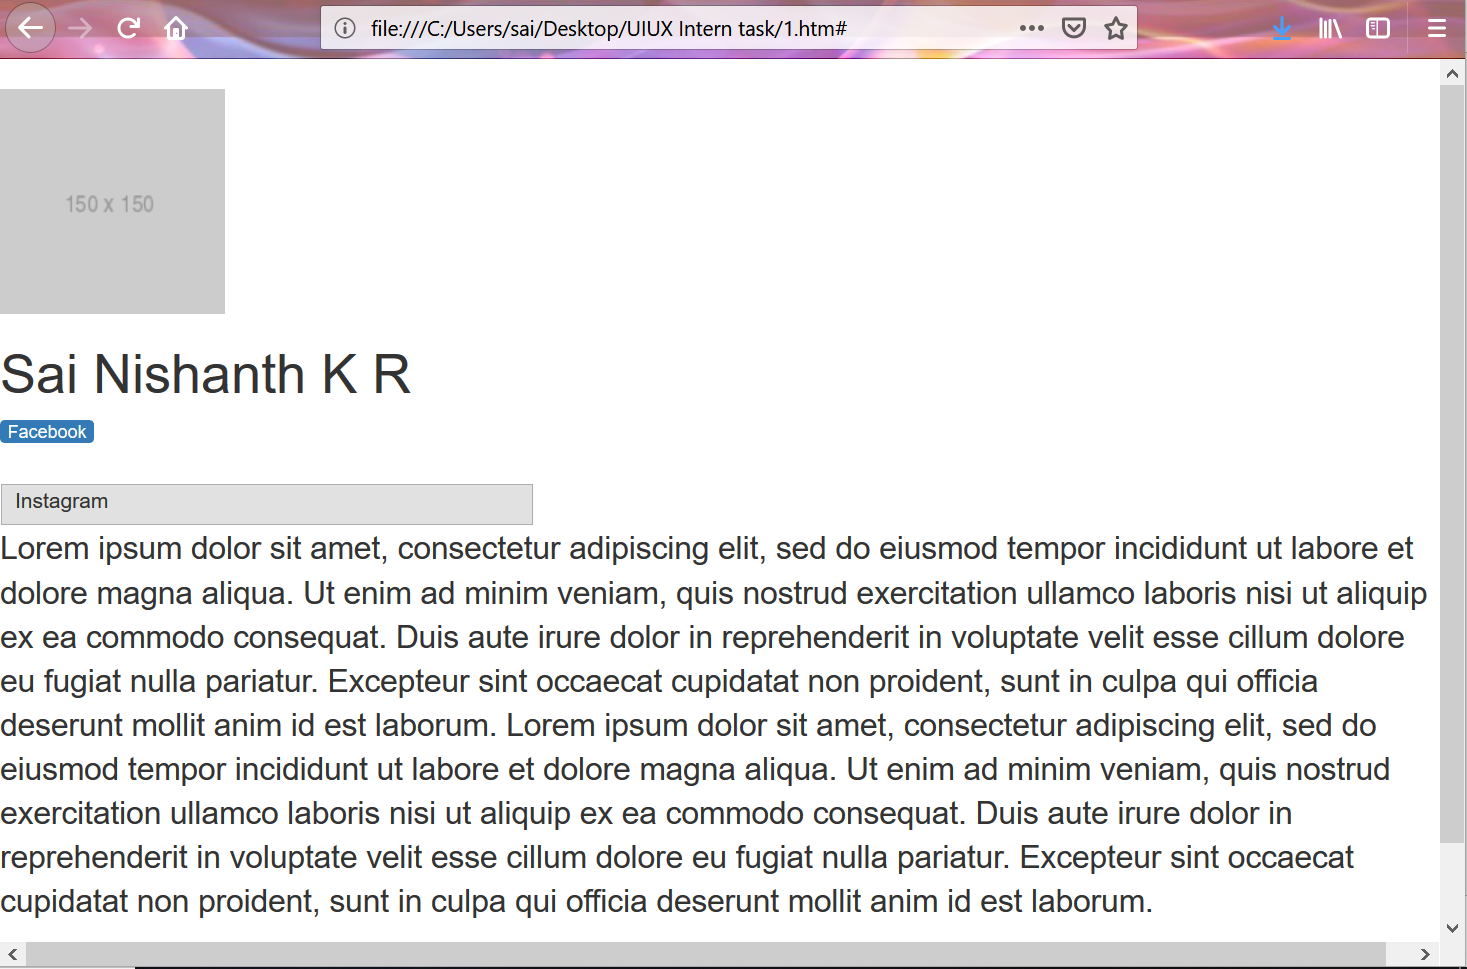 file:///C:/Users/sai/Desktop/UIUX Intern task/1.htm#
150 x 150
Sai Nishanth K R
Facebook
Instagram
Lorem ipsum dolor sit amet, consectetur adipiscing elit, sed do eiusmod tempor incididunt ut labore et
dolore magna aliqua. Ut enim ad minim veniam, quis nostrud exercitation ullamco laboris nisi ut aliquip
ex ea commodo consequat. Duis aute irure dolor in reprehenderit in voluptate velit esse cillum dolore
eu fugiat nulla pariatur. Excepteur sint occaecat cupidatat non proident, sunt in culpa qui officia
deserunt mollit anim id est laborum. Lorem ipsum dolor sit amet, consectetur adipiscing elit, sed do
eiusmod tempor incididunt ut labore et dolore magna aliqua. Ut enim ad minim veniam, quis nostrud
exercitation ullamco laboris nisi ut aliquip ex ea commodo consequat. Duis aute irure dolor in
reprehenderit in voluptate velit esse cillum dolore eu fugiat nulla pariatur. Excepteur sint occaecat
cupidatat non proident, sunt in culpa qui officia deserunt mollit anim id est laborum.